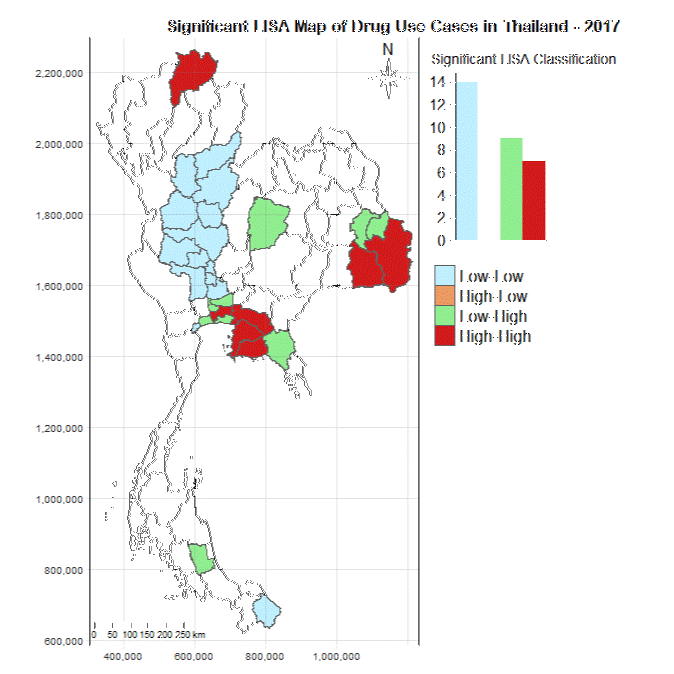 Significant LISA Map of Drug Use Cases in Thailand - 2017
N
Significant LISA Classification
14
12
10
8
6
4
2
0
Low-Low
High-Low
Low-High
High-High
2,200,000
2,000,000
1,800,000
1,600,000
1,400,000
1,200,000
1,000,000
800,000
600,000
0 50 100 150 200 250 km
400,000 600,000 800,000 1,000,000